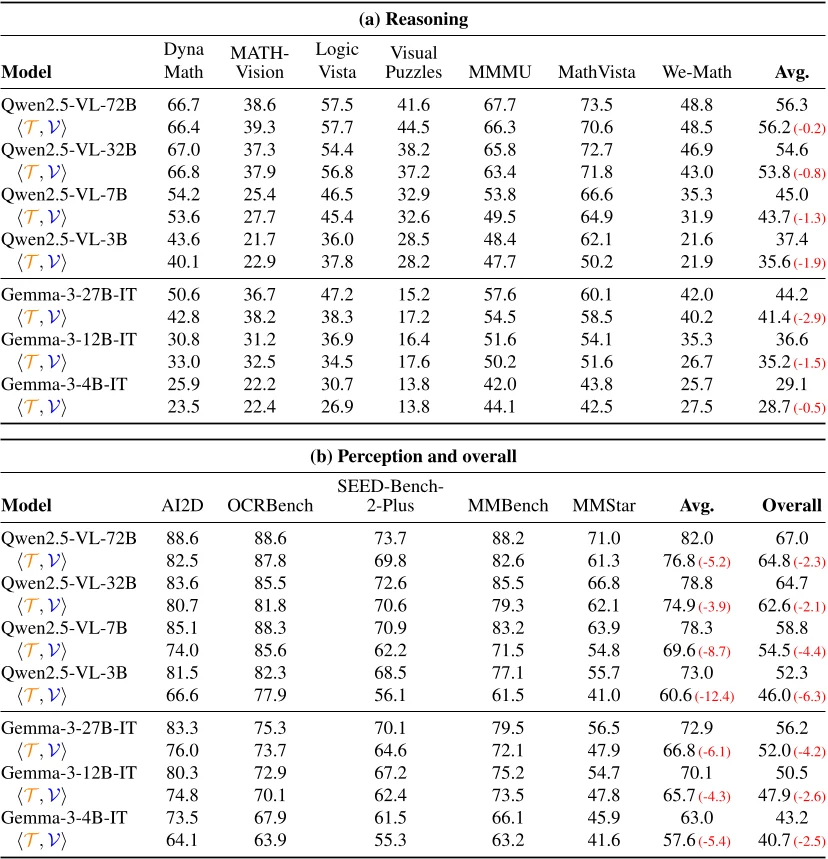 (a) Reasoning
Model Dyna Math MATH-Vision Logic Vista Visual Puzzles MMMU MathVista We-Math Avg.
Qwen2.5-VL-72B 66.7 38.6 57.5 41.6 67.7 73.5 48.8 56.3
⟨T, V⟩ 66.4 39.3 57.7 44.5 66.3 70.6 48.5 56.2 (-0.2)
Qwen2.5-VL-32B 67.0 37.3 54.4 38.2 65.8 72.7 46.9 54.6
⟨T, V⟩ 66.8 37.9 56.8 37.2 63.4 71.8 43.0 53.8 (-0.8)
Qwen2.5-VL-7B 54.2 25.4 46.5 32.9 53.8 66.6 35.3 45.0
⟨T, V⟩ 53.6 27.7 45.4 32.6 49.5 64.9 31.9 43.7 (-1.3)
Qwen2.5-VL-3B 43.6 21.7 36.0 28.5 48.4 62.1 21.6 37.4
⟨T, V⟩ 40.1 22.9 37.8 28.2 47.7 50.2 21.9 35.6 (-1.9)
Gemma-3-27B-IT 50.6 36.7 47.2 15.2 57.6 60.1 42.0 44.2
⟨T, V⟩ 42.8 38.2 38.3 17.2 54.5 58.5 40.2 41.4 (-2.9)
Gemma-3-12B-IT 30.8 31.2 36.9 16.4 51.6 54.1 35.3 36.6
⟨T, V⟩ 33.0 32.5 34.5 17.6 50.2 51.6 26.7 35.2 (-1.5)
Gemma-3-4B-IT 25.9 22.2 30.7 13.8 42.0 43.8 25.7 29.1
⟨T, V⟩ 23.5 22.4 26.9 13.8 44.1 42.5 27.5 28.7 (-0.5)
(b) Perception and overall
Model AI2D OCRBench SEED-Bench-2-Plus MMBench MMStar Avg. Overall
Qwen2.5-VL-72B 88.6 88.6 73.7 88.2 71.0 82.0 67.0
⟨T, V⟩ 82.5 87.8 69.8 82.6 61.3 76.8 (-5.2) 64.8 (-2.3)
Qwen2.5-VL-32B 83.6 85.5 72.6 85.5 66.8 78.8 64.7
⟨T, V⟩ 80.7 81.8 70.6 79.3 62.1 74.9 (-3.9) 62.6 (-2.1)
Qwen2.5-VL-7B 85.1 88.3 70.9 83.2 63.9 78.3 58.8
⟨T, V⟩ 74.0 85.6 62.2 71.5 54.8 69.6 (-8.7) 54.5 (-4.4)
Qwen2.5-VL-3B 81.5 82.3 68.5 77.1 55.7 73.0 52.3
⟨T, V⟩ 66.6 77.9 56.1 61.5 41.0 60.6 (-12.4) 46.0 (-6.3)
Gemma-3-27B-IT 83.3 75.3 70.1 79.5 56.5 72.9 56.2
⟨T, V⟩ 76.0 73.7 64.6 72.1 47.9 66.8 (-6.1) 52.0 (-4.2)
Gemma-3-12B-IT 80.3 72.9 67.2 75.2 54.7 70.1 50.5
⟨T, V⟩ 74.8 70.1 62.4 73.5 47.8 65.7 (-4.3) 47.9 (-2.6)
Gemma-3-4B-IT 73.5 67.9 61.5 66.1 45.9 63.0 43.2
⟨T, V⟩ 64.1 63.9 55.3 63.2 41.6 57.6 (-5.4) 40.7 (-2.5)